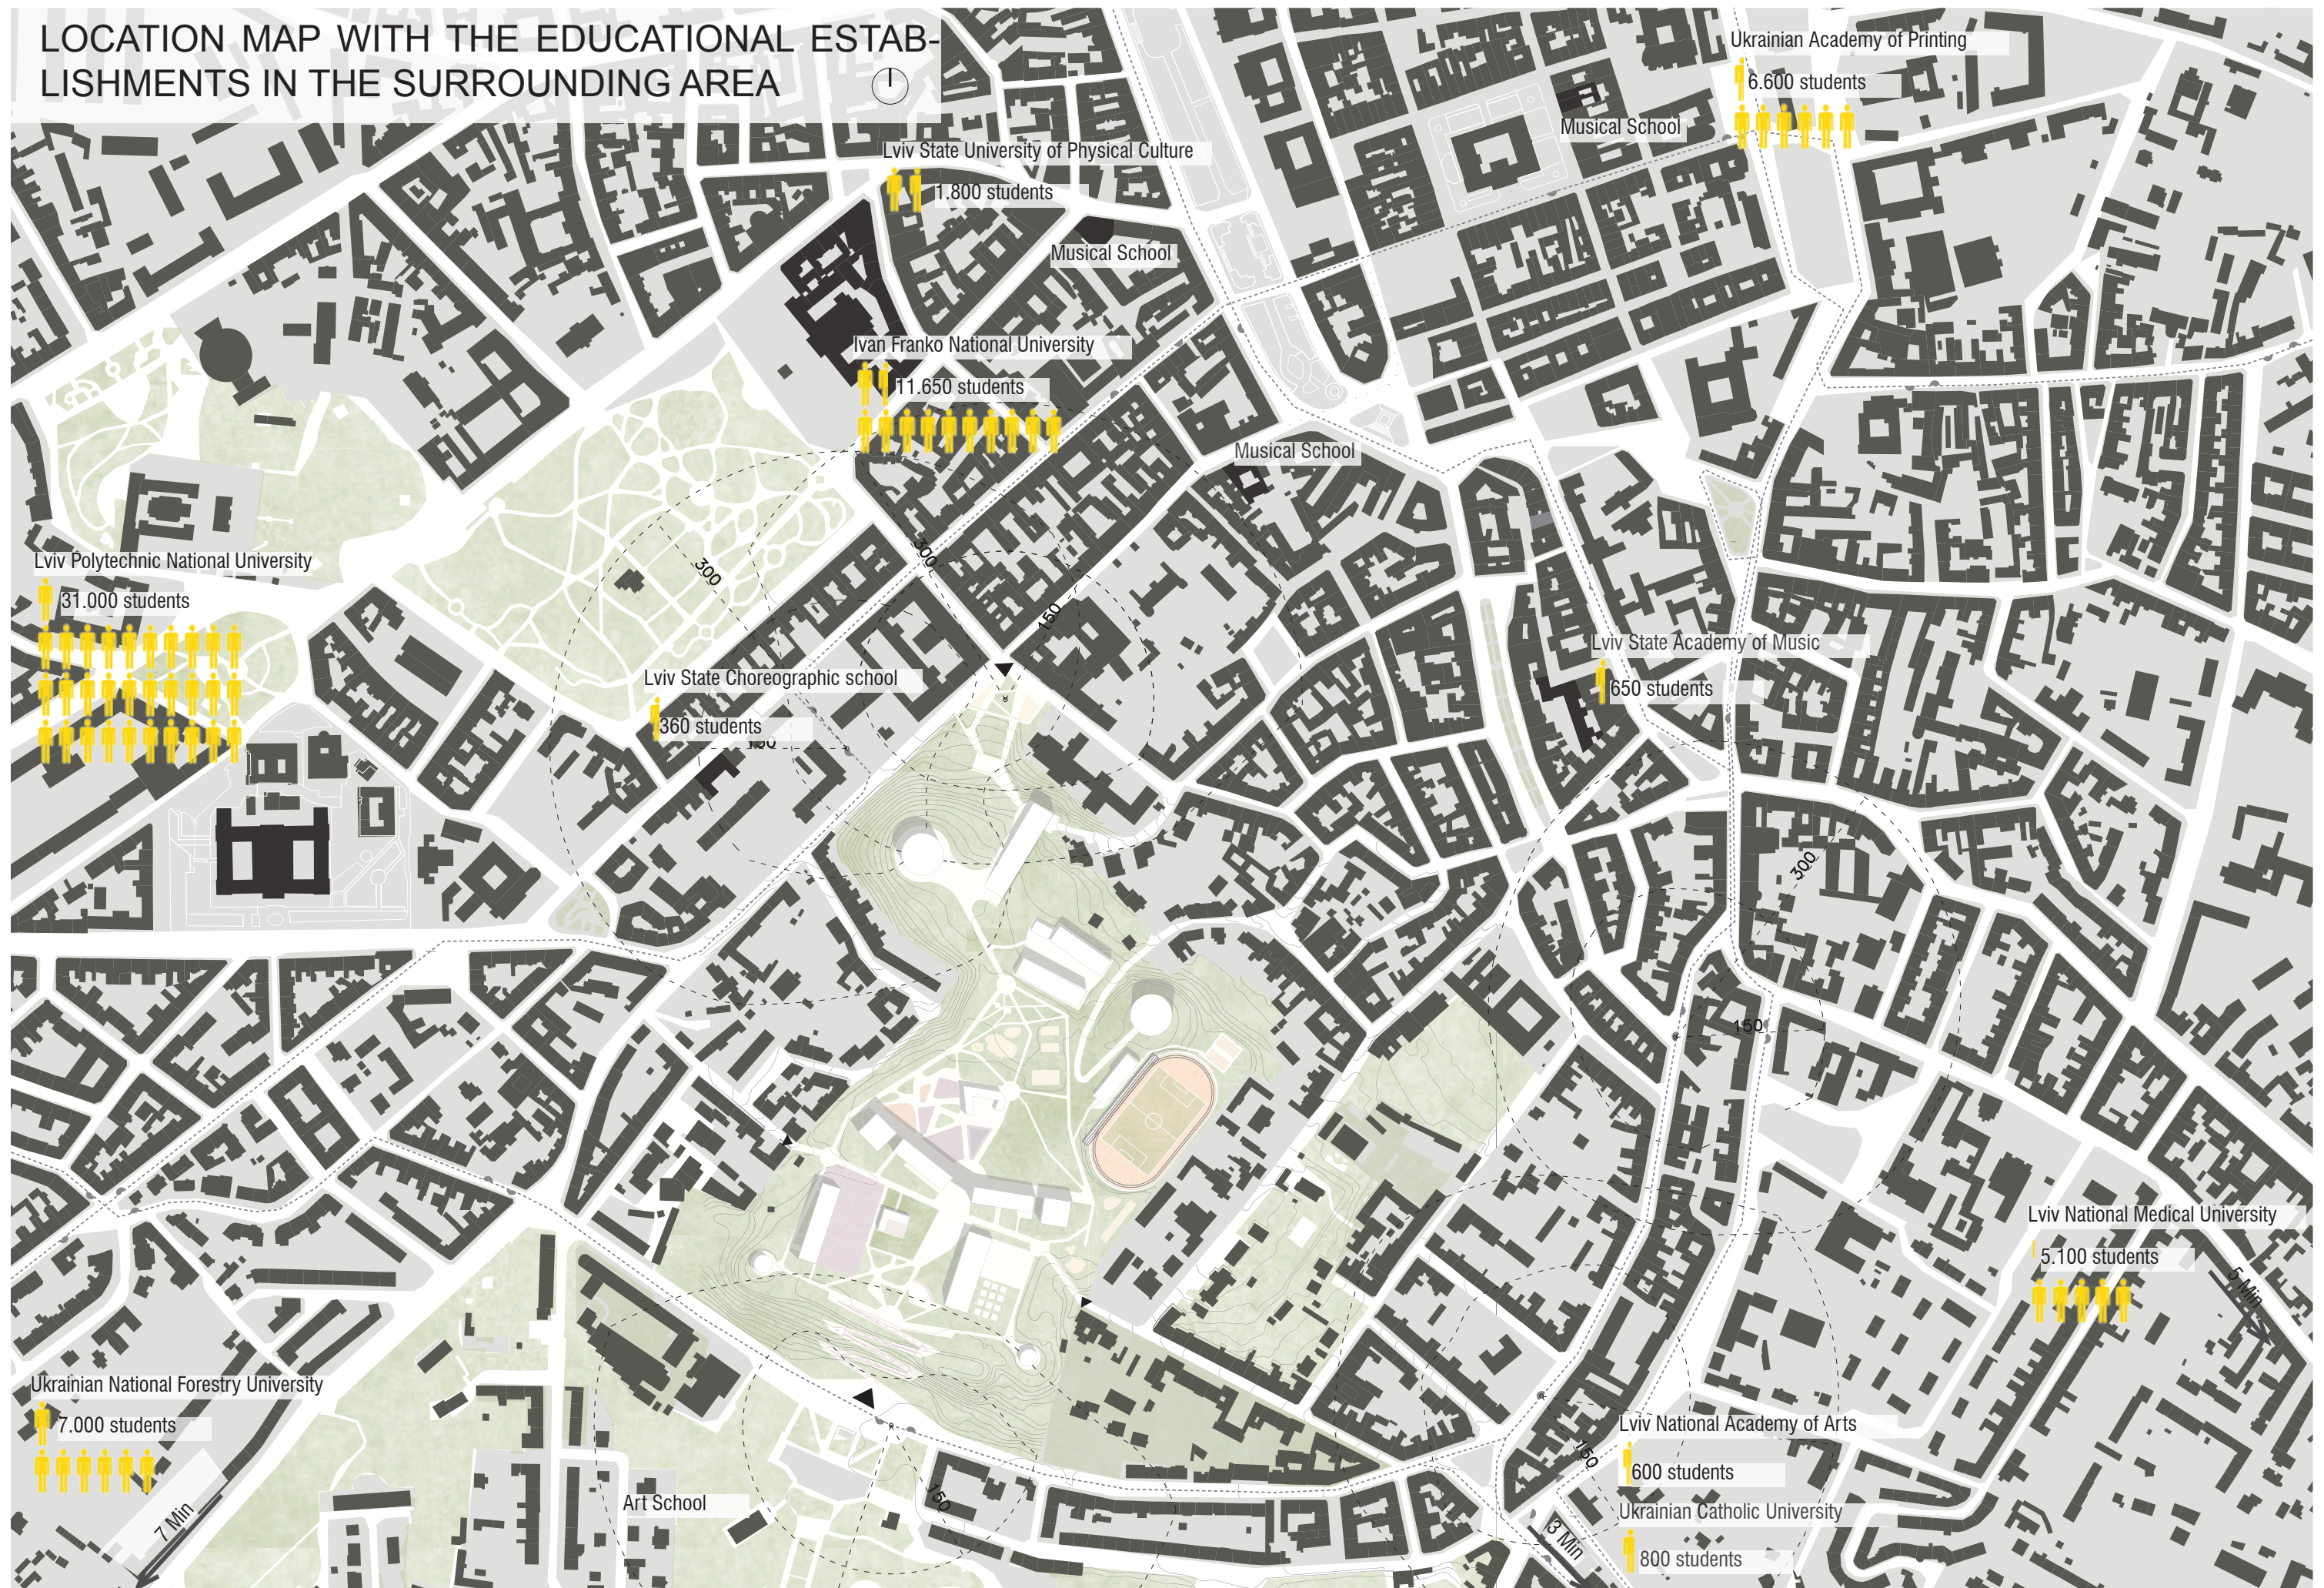 LOCATION MAP WITH THE EDUCATIONAL ESTAB-
LISHMENTS IN THE SURROUNDING AREA
Ukrainian Academy of Printing
6.600 students
Musical School
Lviv State University of Physical Culture
1.800 students
Musical School
Ivan Franko National University
11.650 students
Musical School
300
300
Lviv Polytechnic National University
31.000 students
150
Lviv State Academy of Music
650 students
Lviv State Choreographic school
360 students
150
300
150
Lviv National Medical University
5.100 students
5 Min
Ukrainian National Forestry University
7.000 students
7 Min
Art School
150
Lviv National Academy of Arts
150
600 students
Ukrainian Catholic University
3 Min
800 students